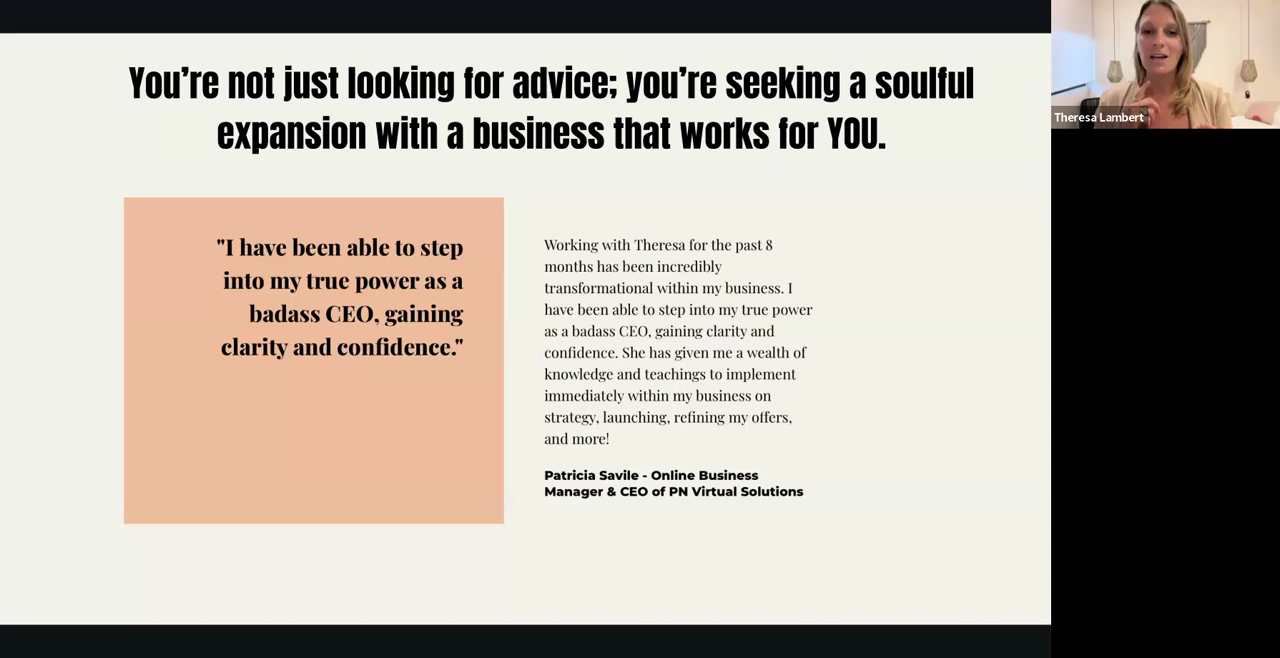 You’re not just looking for advice; you’re seeking a soulful
expansion with a business that works for YOU.
"I have been able to step
into my true power as a
badass CEO, gaining
clarity and confidence."
Working with Theresa for the past 8
months has been incredibly
transformational within my business. I
have been able to step into my true power
as a badass CEO, gaining clarity and
confidence. She has given me a wealth of
knowledge and teachings to implement
immediately within my business on
strategy, launching, refining my offers,
and more!
Patricia Savile - Online Business
Manager & CEO of PN Virtual Solutions
Theresa Lambert